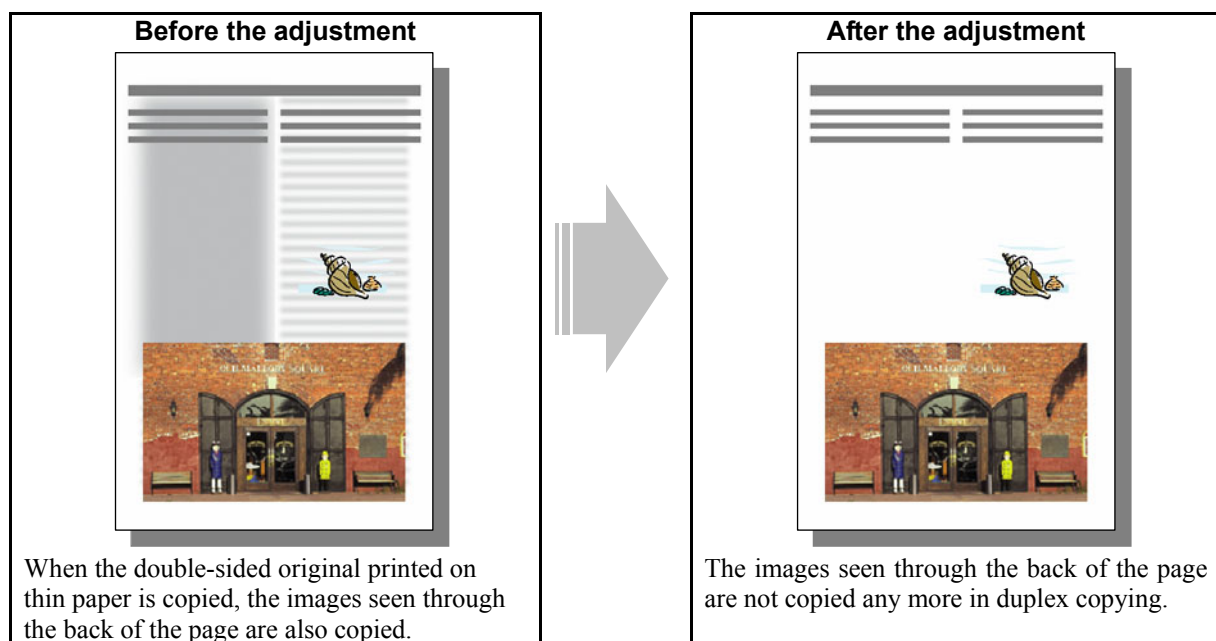 Before the adjustment
When the double-sided original printed on
thin paper is copied, the images seen through
the back of the page are also copied.
After the adjustment
The images seen through the back of the page
are not copied any more in duplex copying.